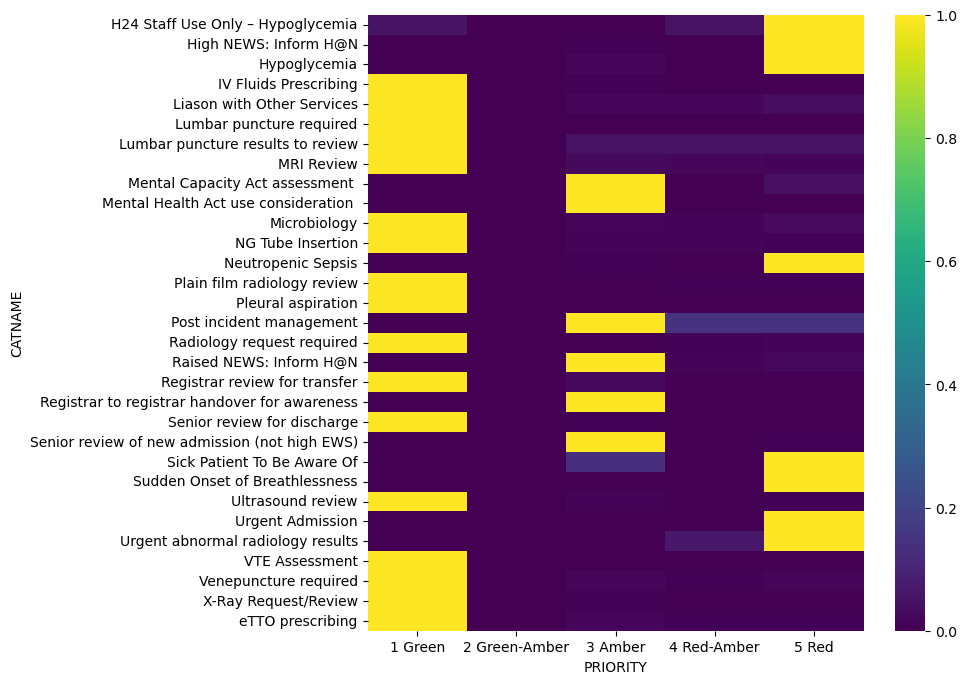 H24 Staff Use Only – Hypoglycemia
High NEWS: Inform H@N
Hypoglycemia
IV Fluids Prescribing
Liason with Other Services
Lumbar puncture required
Lumbar puncture results to review
MRI Review
Mental Capacity Act assessment
Mental Health Act use consideration
Microbiology
NG Tube Insertion
Neutropenic Sepsis
Plain film radiology review
Pleural aspiration
Post incident management
Radiology request required
Raised NEWS: Inform H@N
Registrar review for transfer
Registrar to registrar handover for awareness
Senior review for discharge
Senior review of new admission (not high EWS)
Sick Patient To Be Aware Of
Sudden Onset of Breathlessness
Ultrasound review
Urgent Admission
Urgent abnormal radiology results
VTE Assessment
Venepuncture required
X-Ray Request/Review
eTTO prescribing
CATNAME
1 Green 2 Green-Amber 3 Amber 4 Red-Amber 5 Red
PRIORITY
1.0
0.8
0.6
0.4
0.2
0.0